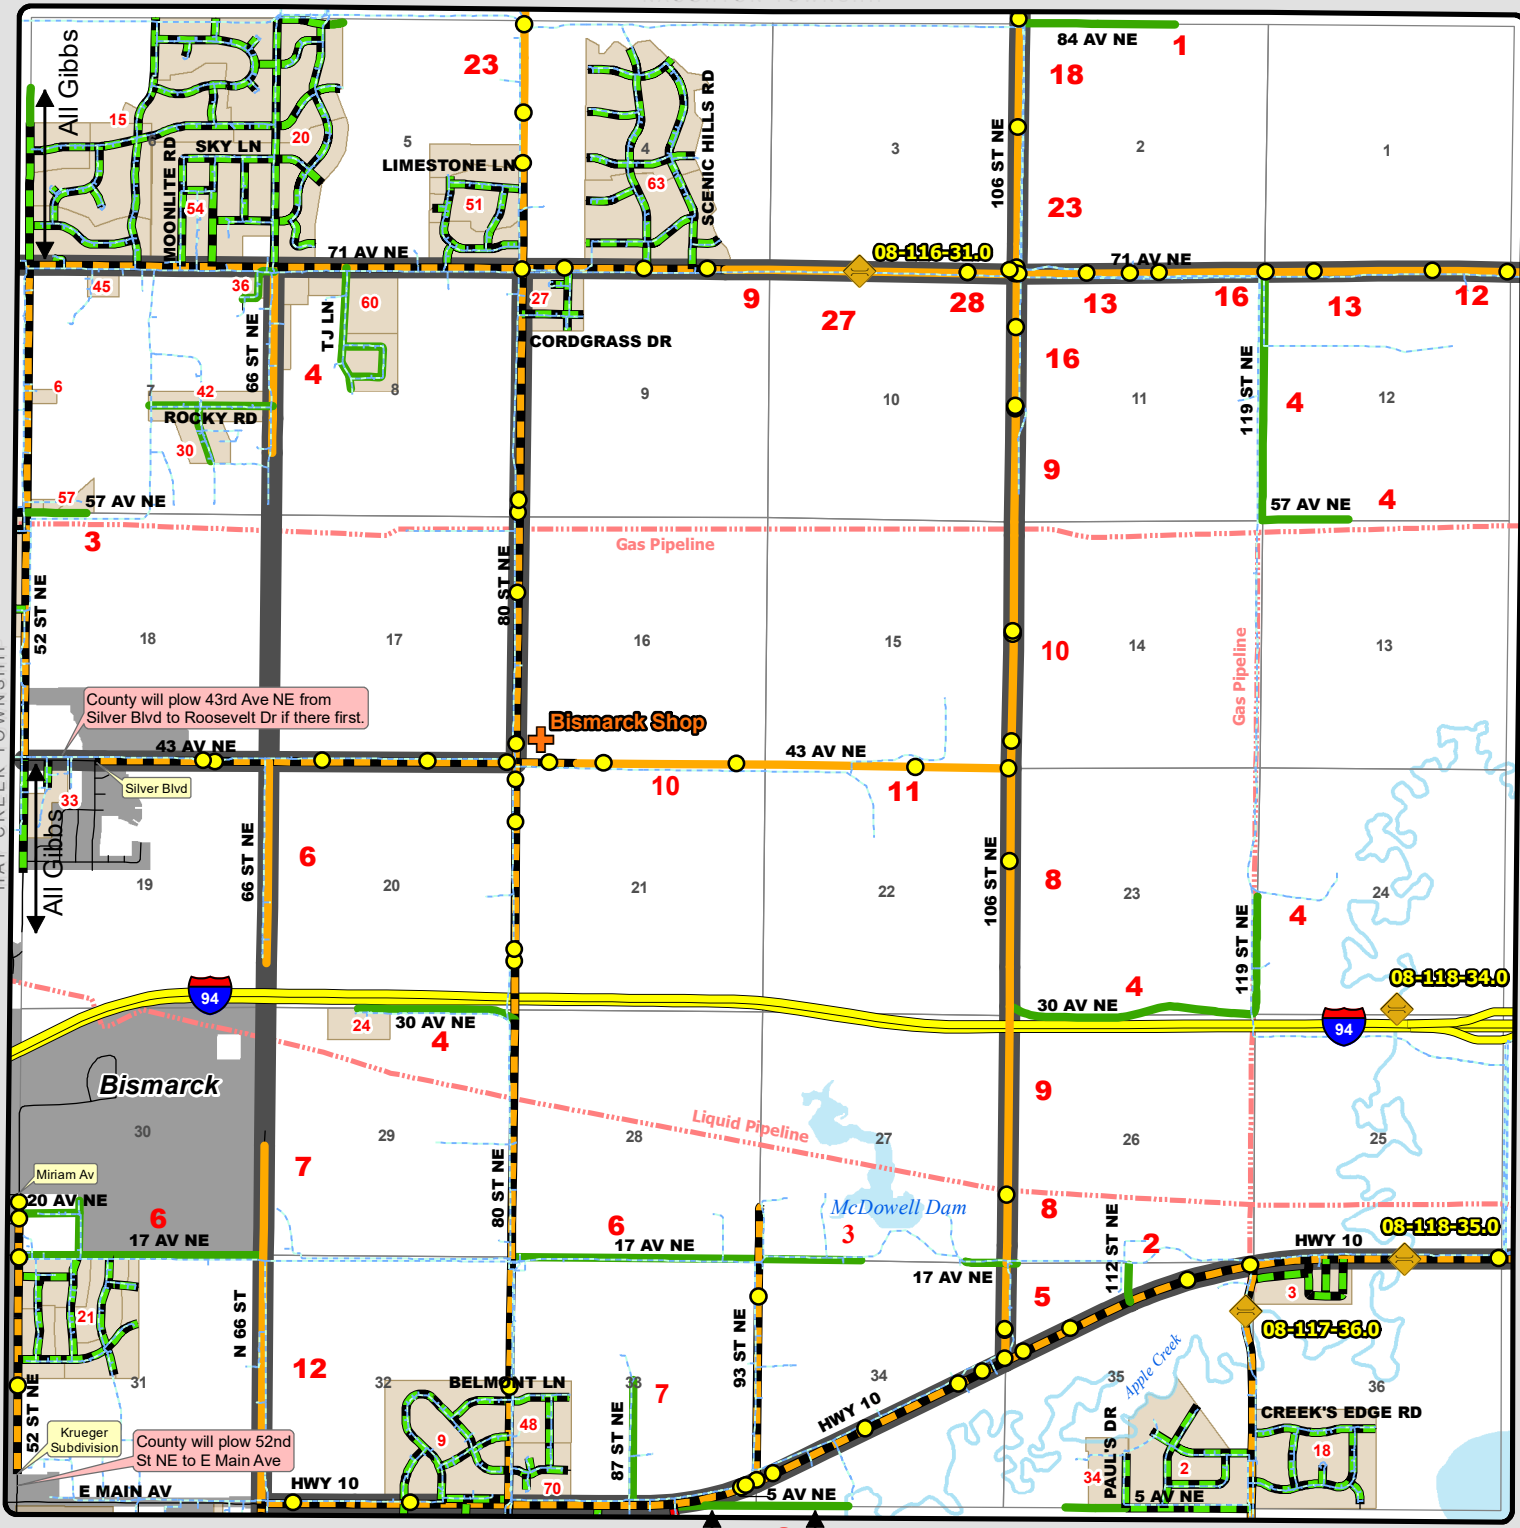 84 AV NE
1
23
18
All Gibbs
15
20
6
5
4
3
2
1
SKY LN
MOONLITE RD
LIMESTONE LN
SCENIC HILLS RD
106 ST NE
63
54
51
23
71 AV NE
08-116-31.0
71 AV NE
45
36
60
27
9
27
28
13
16
13
12
TJ LN
66 ST NE
CORDGRASS DR
119 ST NE
4
16
6
7
42
8
9
10
11
4
12
ROCKY RD
30
9
57
57 AV NE
57 AV NE
4
3
Gas Pipeline
52 ST NE
80 ST NE
18
17
16
15
10
14
13
Gas Pipeline
County will plow 43rd Ave NE from
Silver Blvd to Roosevelt Dr if there first.
Bismarck Shop
43 AV NE
43 AV NE
Silver Blvd
33
10
11
All Gibbs
66 ST NE
6
106 ST NE
8
19
20
21
22
23
24
4
119 ST NE
94
08-118-34.0
4
30 AV NE
24
30 AV NE
4
94
Bismarck
9
Liquid Pipeline
30
29
28
27
26
25
7
Miriam Av
80 ST NE
20 AV NE
6
6
McDowell Dam
3
8
112 ST NE
2
08-118-35.0
HWY 10
17 AV NE
17 AV NE
17 AV NE
5
3
21
N 66 ST
93 ST NE
08-117-36.0
Apple Creek
12
31
32
BELMONT LN
33
7
34
35
36
52 ST NE
HWY 10
CREEK'S EDGE RD
Krueger
Subdivision
County will plow 52nd
St NE to E Main Ave
9
48
87 ST NE
PAUL'S DR
18
2
34
70
E MAIN AV
HWY 10
5 AV NE
5 AV NE